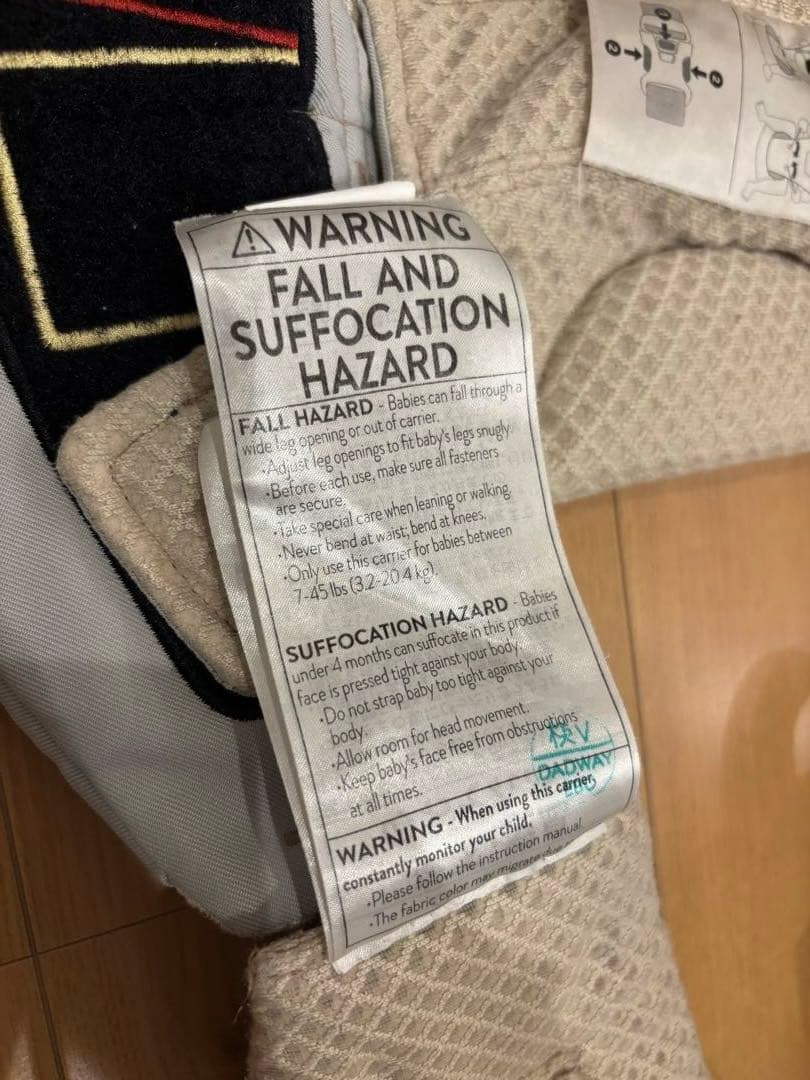 WARNING
FALL AND
SUFFOCATION
HAZARD
FALL HAZARD - Babies can fall through a
wide leg opening or out of carrier.
•Adjust leg openings to fit baby's legs snugly.
•Before each use, make sure all fasteners
are secure.
•Take special care when leaning or walking.
•Never bend at waist; bend at knees.
•Only use this carrier for babies between
7-45 lbs (3.2-20.4 kg).
SUFFOCATION HAZARD - Babies
under 4 months can suffocate in this product if
face is pressed tight against your body.
•Do not strap baby too tight against your
body.
•Allow room for head movement.
•Keep baby's face free from obstructions
at all times.
検V
DADWAY
WARNING - When using this carrier,
constantly monitor your child.
•Please follow the instruction manual.
•The fabric color may migrate due
2
2